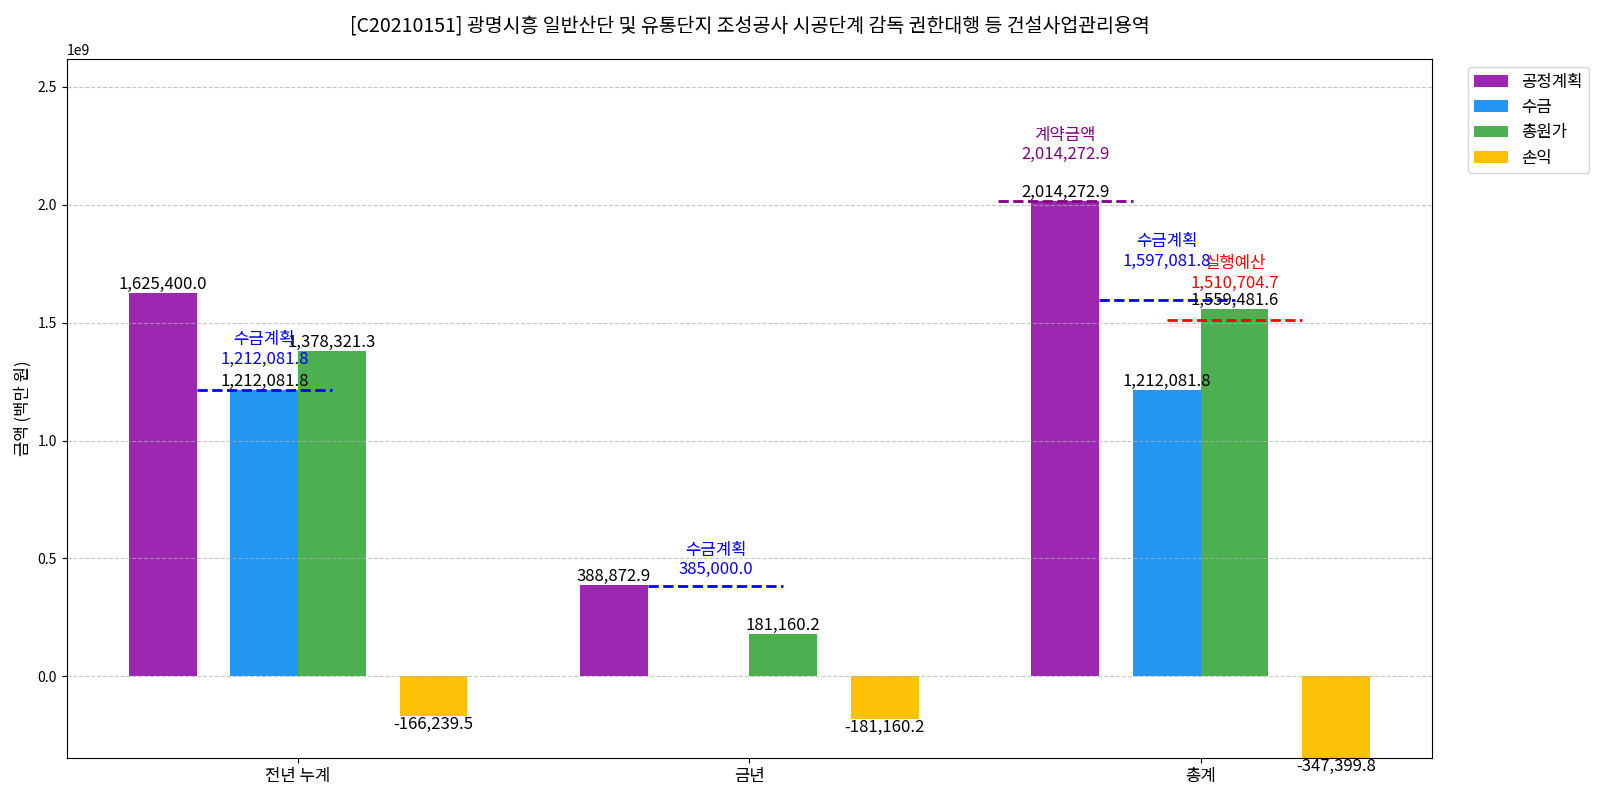 [C20210151] 광명시흥 일반산단 및 유통단지 조성공사 시공단계 감독 권한대행 등 건설사업관리용역
1e9
2.5
2.0
1.5
1.0
0.5
0.0
금액 (백만 원)
공정계획
수금
총원가
손익
1,625,400.0
수금계획
1,212,081.8
1,212,081.8
1,378,321.3
-166,239.5
388,872.9
수금계획
385,000.0
181,160.2
-181,160.2
계약금액
2,014,272.9
2,014,272.9
수금계획
1,597,081.8
실행예산
1,510,704.7
1,559,481.6
1,212,081.8
-347,399.8
전년 누계
금년
총계